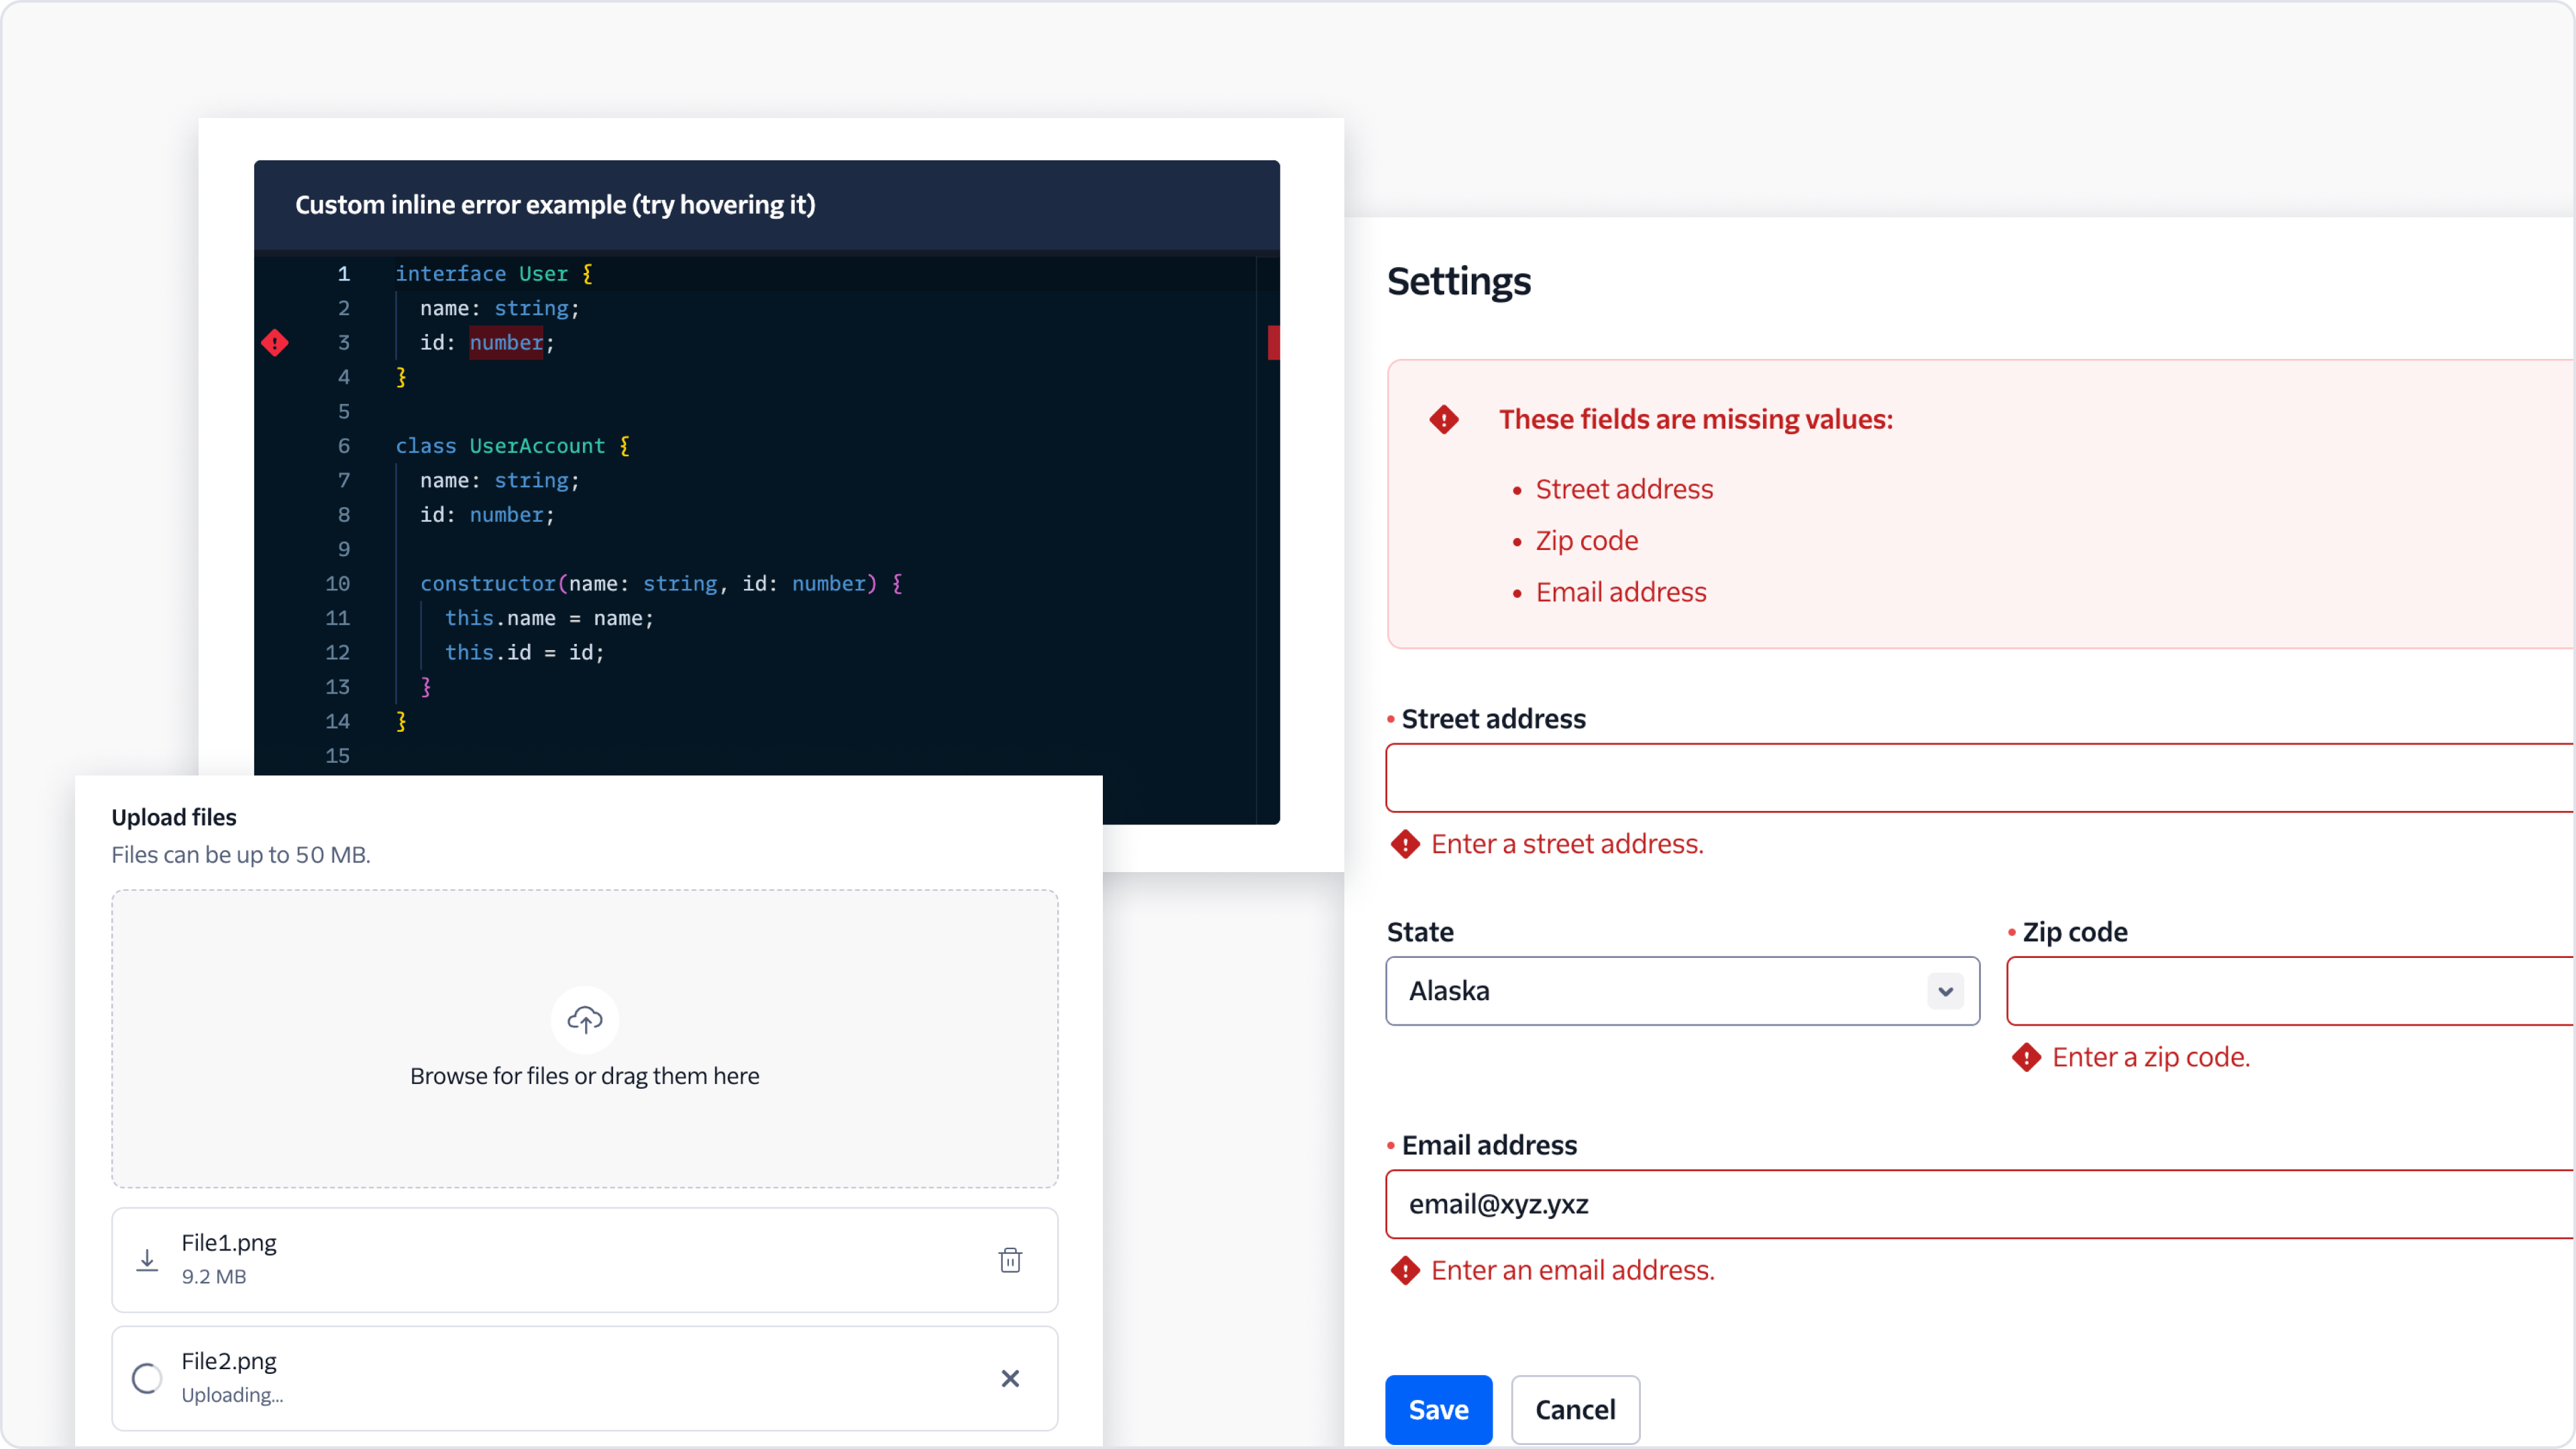 Custom inline error example (try hovering it)
1 interface User {
2 name: string;
3 id: number;
4 }
5
6 class UserAccount {
7 name: string;
8 id: number;
9
10 constructor(name: string, id: number) {
11 this.name = name;
12 this.id = id;
13 }
14 }
15
Upload files
Files can be up to 50 MB.
Browse for files or drag them here
File1.png
9.2 MB
File2.png
Uploading...
Settings
These fields are missing values:
• Street address
• Zip code
• Email address
• Street address
Enter a street address.
State
Alaska
• Zip code
Enter a zip code.
• Email address
email@xyz.yxz
Enter an email address.
Save
Cancel